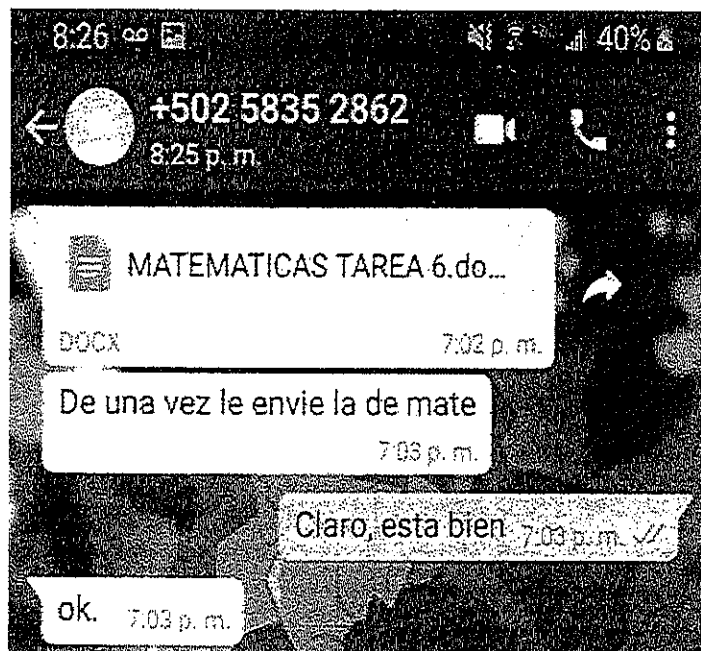 8:26 40%
+502 5835 2862
8:25 p. m.
MATEMATICAS TAREA 6.do...
DOCX 7:02 p. m.
De una vez le envie la de mate
7:03 p. m.
Claro, esta bien 7:03 p. m.
ok. 7:03 p. m.